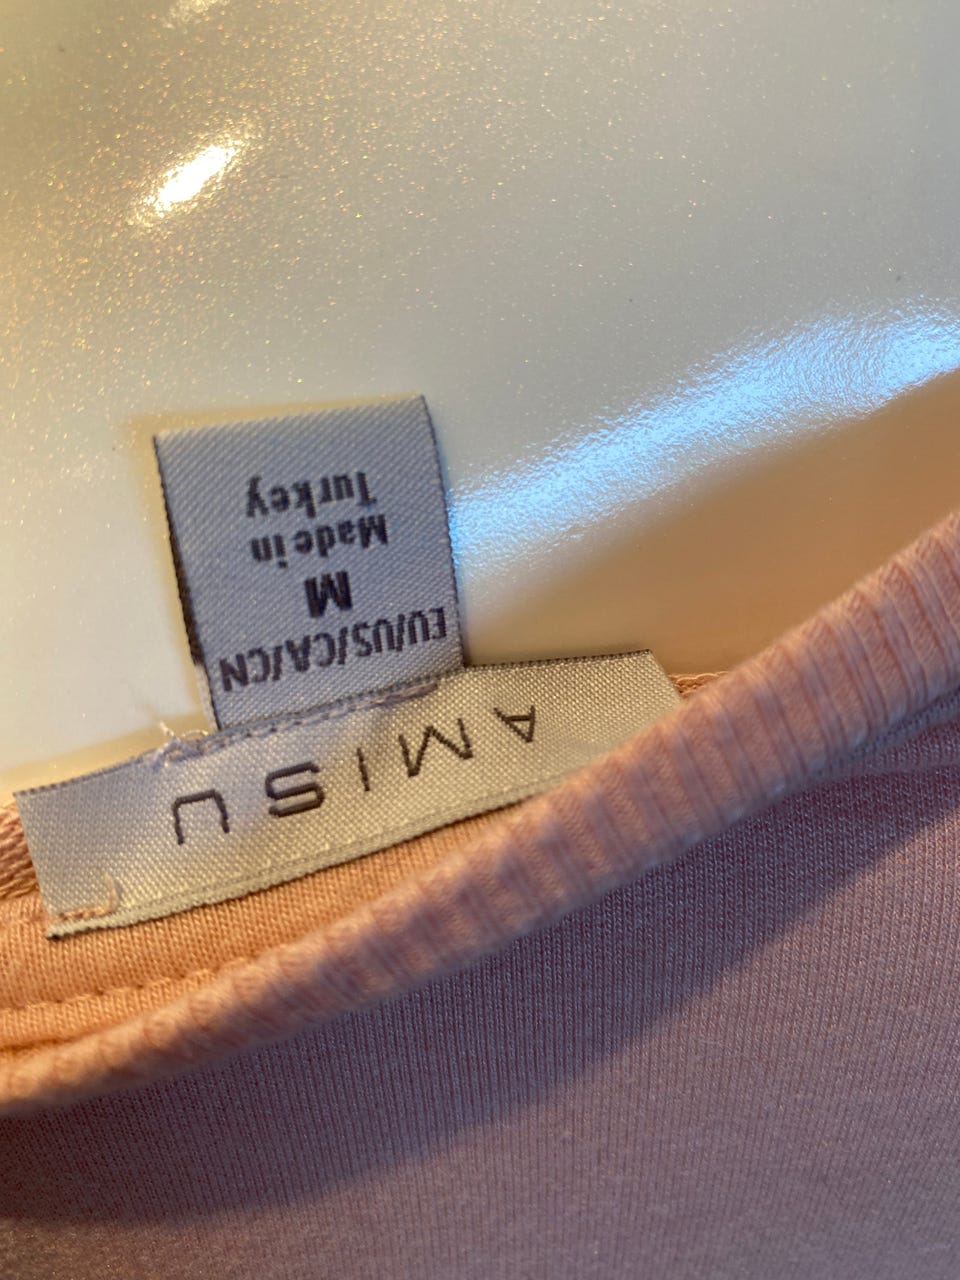 AMISU
EU/US/CA/CN
M
Made in
Turkey